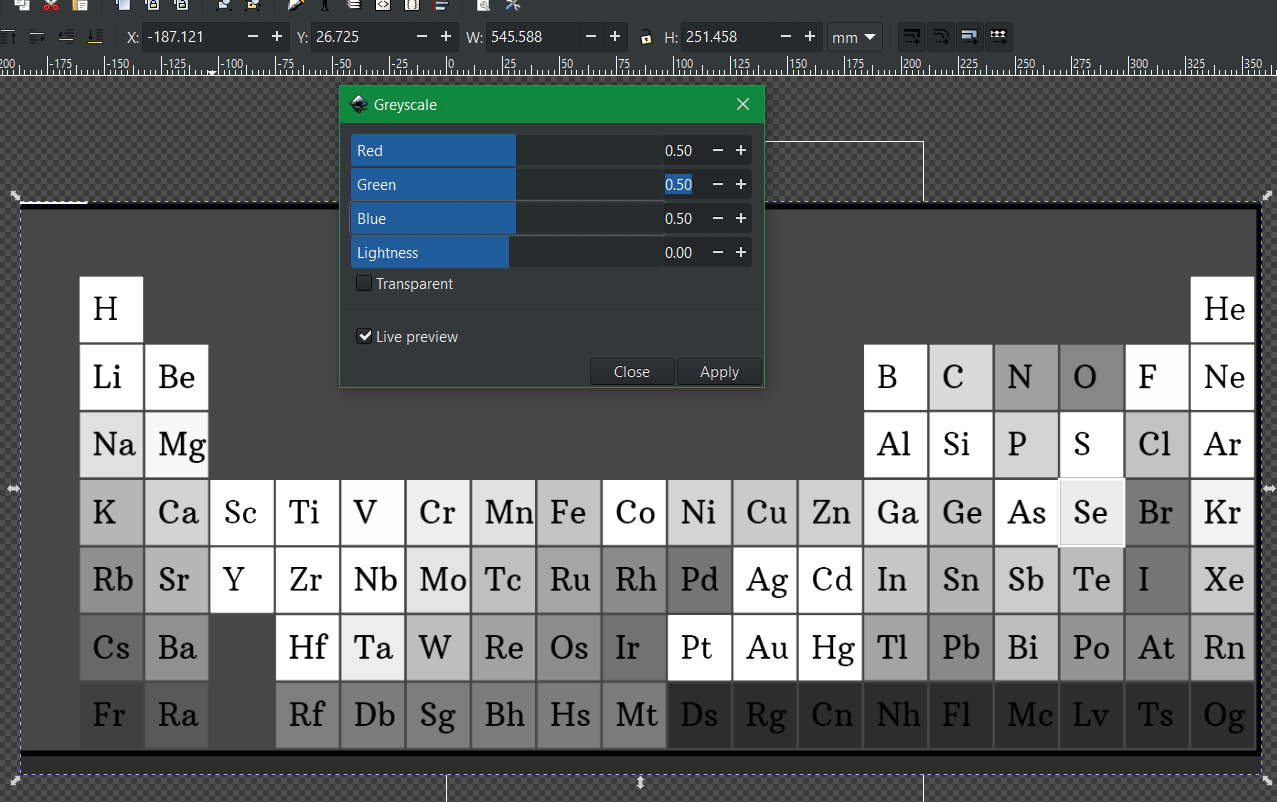 X: -187.121 − + Y: 26.725 − + W: 545.588 − + H: 251.458 − + mm
200 -175 -150 -125 -100 -75 -50 -25 0 25 50 75 100 125 150 175 200 225 250 275 300 325 350
Greyscale
Red 0.50 − +
Green 0.50 − +
Blue 0.50 − +
Lightness 0.00 − +
Transparent
Live preview
Close Apply
H He
Li Be B C N O F Ne
Na Mg Al Si P S Cl Ar
K Ca Sc Ti V Cr Mn Fe Co Ni Cu Zn Ga Ge As Se Br Kr
Rb Sr Y Zr Nb Mo Tc Ru Rh Pd Ag Cd In Sn Sb Te I Xe
Cs Ba Hf Ta W Re Os Ir Pt Au Hg Tl Pb Bi Po At Rn
Fr Ra Rf Db Sg Bh Hs Mt Ds Rg Cn Nh Fl Mc Lv Ts Og